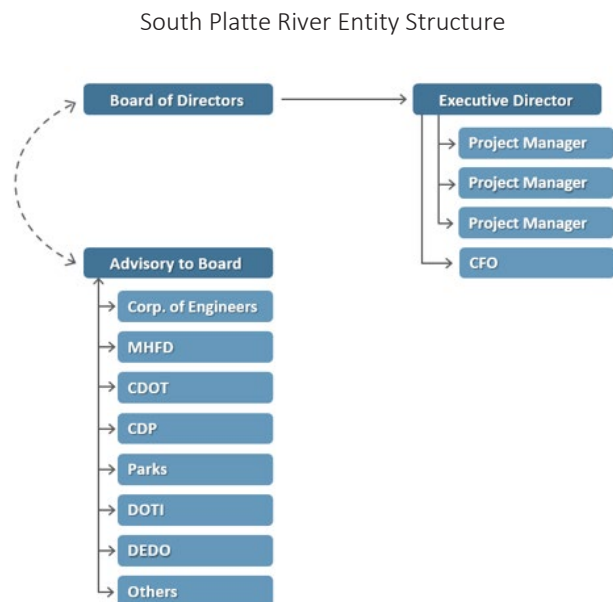 South Platte River Entity Structure
Board of Directors
Executive Director
Project Manager
Project Manager
Project Manager
CFO
Advisory to Board
Corp. of Engineers
MHFD
CDOT
CDP
Parks
DOTI
DEDO
Others